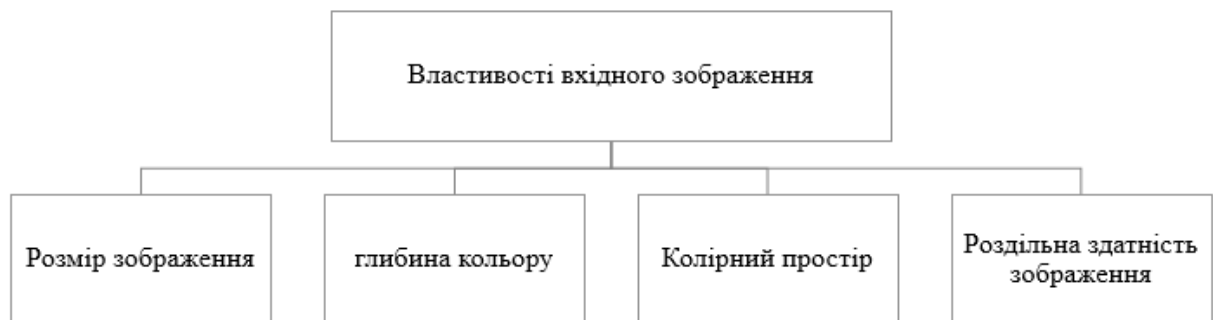 Властивості вхідного зображення
Розмір зображення
глибина кольору
Колірний простір
Роздільна здатність
зображення